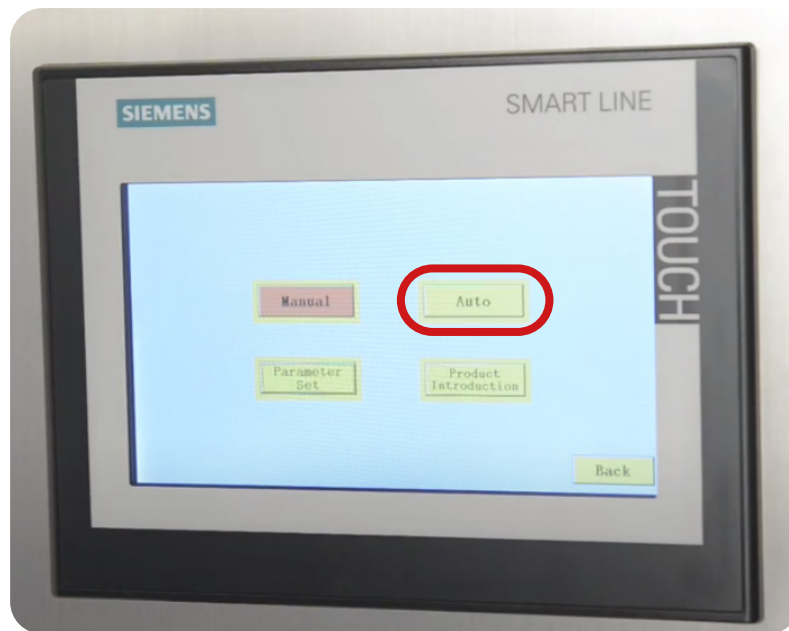 SIEMENS
SMART LINE
TOUCH
Manual
Auto
Parameter
Set
Product
Introduction
Back